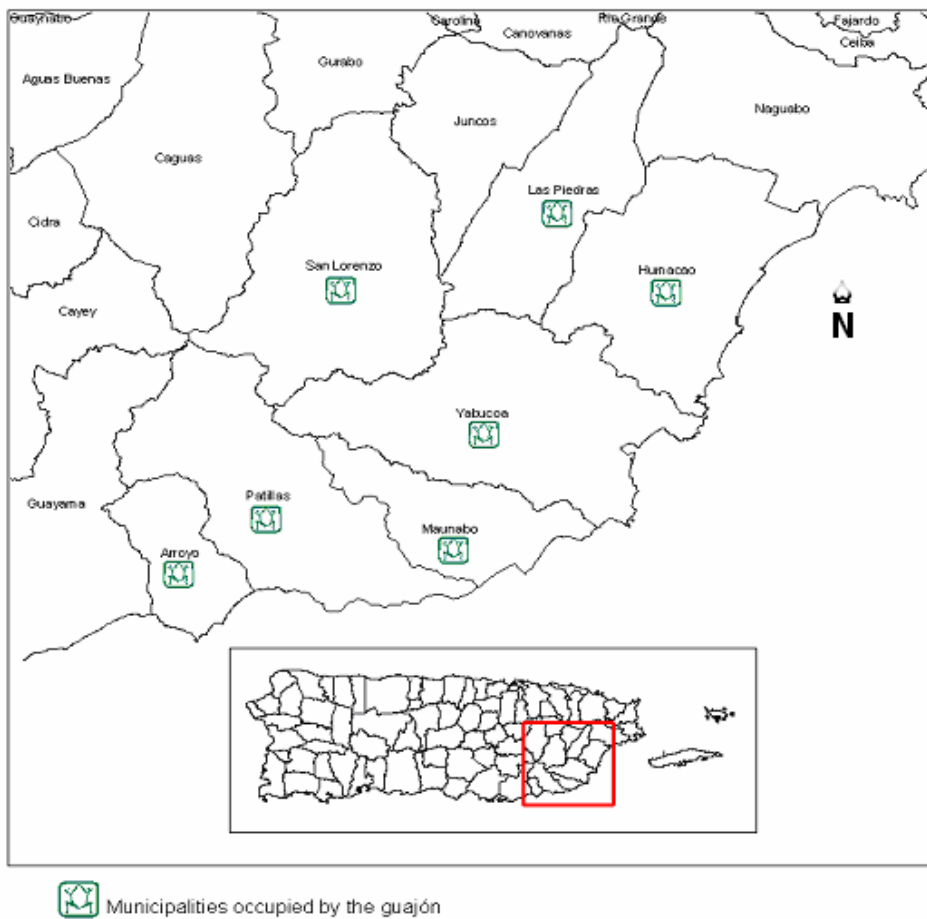 Guaynabo
Carolina
Rio Grande
Canovanas
Fajardo
Ceiba
Gurabo
Aguas Buenas
Naguabo
Juncos
Caguas
Las Piedras
Cidra
San Lorenzo
Humacao
Cayey
N
Yabucoa
Patillas
Guayama
Maunabo
Arroyo
Municipalities occupied by the guajón